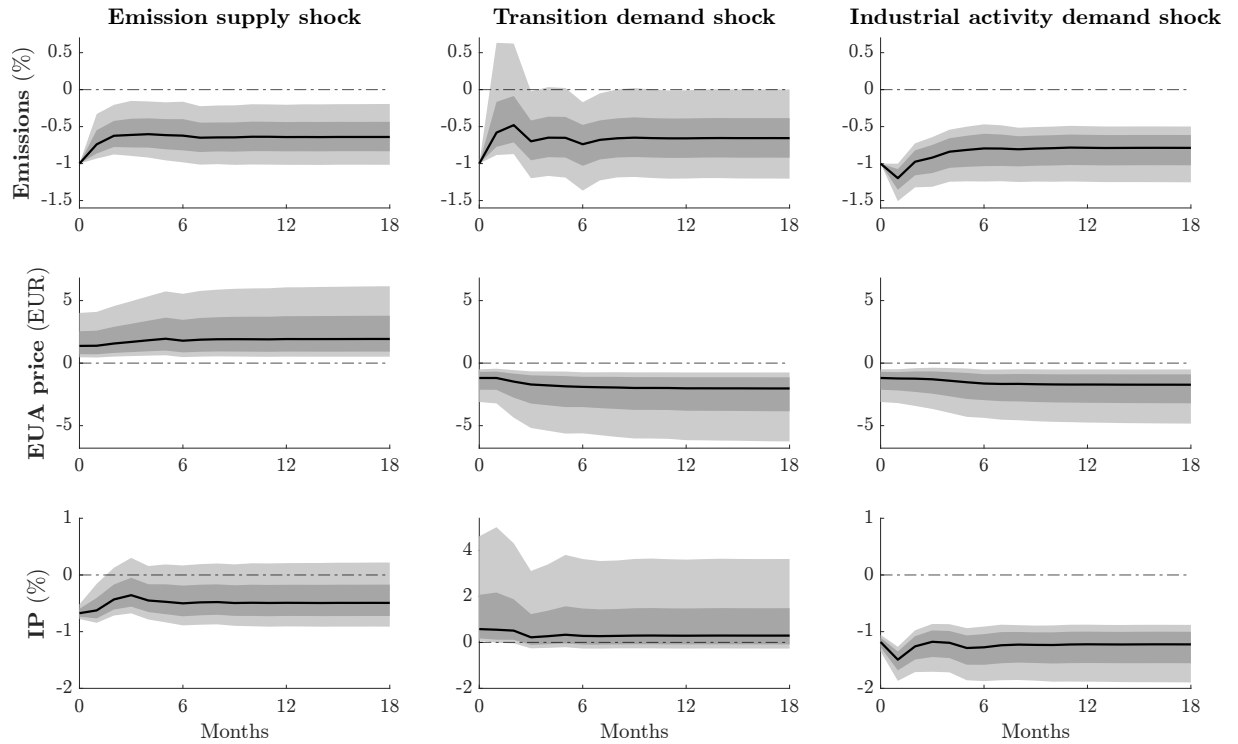 Emission supply shock
Transition demand shock
Industrial activity demand shock
Emissions (%)
0.5
0
-0.5
-1
-1.5
0 6 12 18
0.5
0
-0.5
-1
-1.5
0 6 12 18
0.5
0
-0.5
-1
-1.5
0 6 12 18
EUA price (EUR)
5
0
-5
0 6 12 18
5
0
-5
0 6 12 18
5
0
-5
0 6 12 18
IP (%)
1
0
-1
-2
0 6 12 18
Months
4
2
0
-2
0 6 12 18
Months
1
0
-1
-2
0 6 12 18
Months